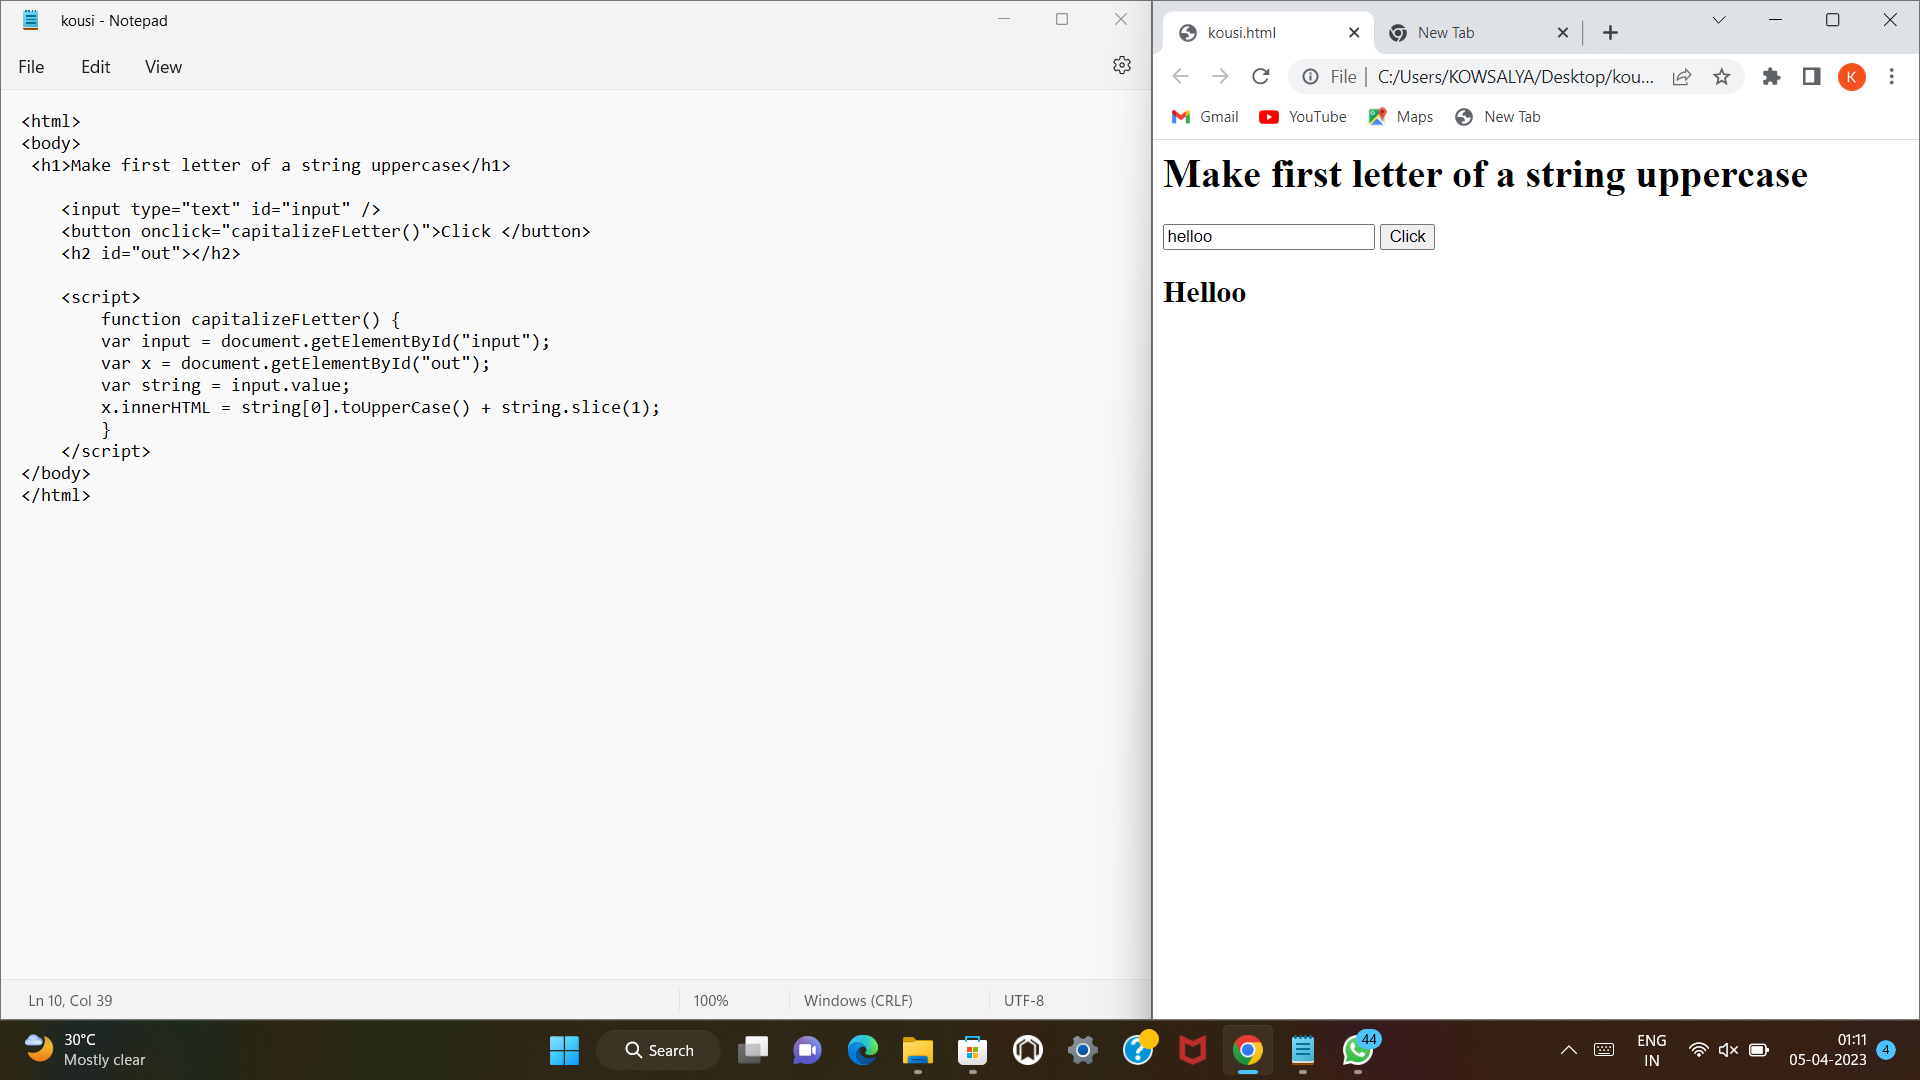 kousi - Notepad
File Edit View
<html>
<body>
<h1>Make first letter of a string uppercase</h1>
<input type="text" id="input" />
<button onclick="capitalizeFLetter()">Click </button>
<h2 id="out"></h2>
<script>
function capitalizeFLetter() {
var input = document.getElementById("input");
var x = document.getElementById("out");
var string = input.value;
x.innerHTML = string[0].toUpperCase() + string.slice(1);
}
</script>
</body>
</html>
Ln 10, Col 39 100% Windows (CRLF) UTF-8
kousi.html New Tab
File C:/Users/KOWSALYA/Desktop/kou... K
Gmail YouTube Maps New Tab
Make first letter of a string uppercase
helloo Click
Helloo
30°C
Mostly clear
Search
44
ENG
IN
01:11
05-04-2023
4